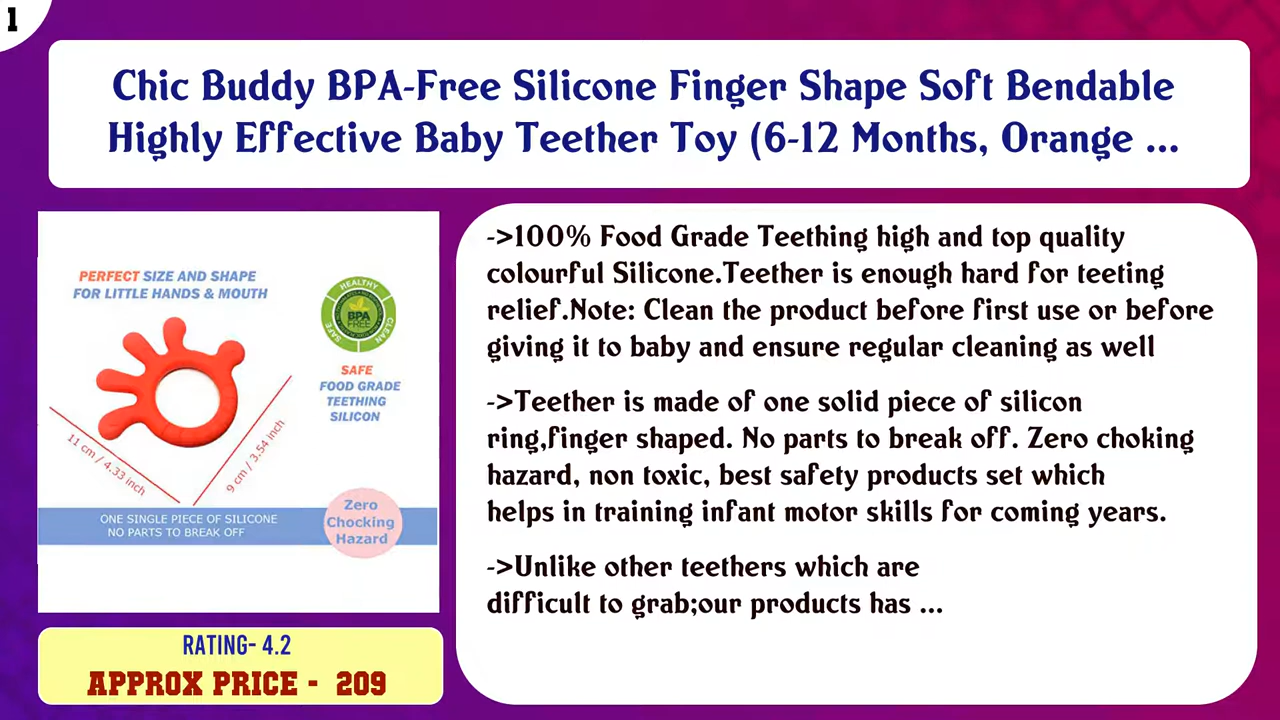 1
Chic Buddy BPA-Free Silicone Finger Shape Soft Bendable
Highly Effective Baby Teether Toy (6-12 Months, Orange ...
PERFECT SIZE AND SHAPE
FOR LITTLE HANDS & MOUTH
HEALTHY
SAFE
CLEAN
BPA
FREE
SAFE
FOOD GRADE
TEETHING
SILICON
11 cm / 4.33 inch
9 cm / 3.54 inch
ONE SINGLE PIECE OF SILICONE
NO PARTS TO BREAK OFF
Zero
Chocking
Hazard
RATING- 4.2
APPROX PRICE - 209
->100% Food Grade Teething high and top quality
colourful Silicone.Teether is enough hard for teeting
relief.Note: Clean the product before first use or before
giving it to baby and ensure regular cleaning as well
->Teether is made of one solid piece of silicon
ring,finger shaped. No parts to break off. Zero choking
hazard, non toxic, best safety products set which
helps in training infant motor skills for coming years.
->Unlike other teethers which are
difficult to grab;our products has ...